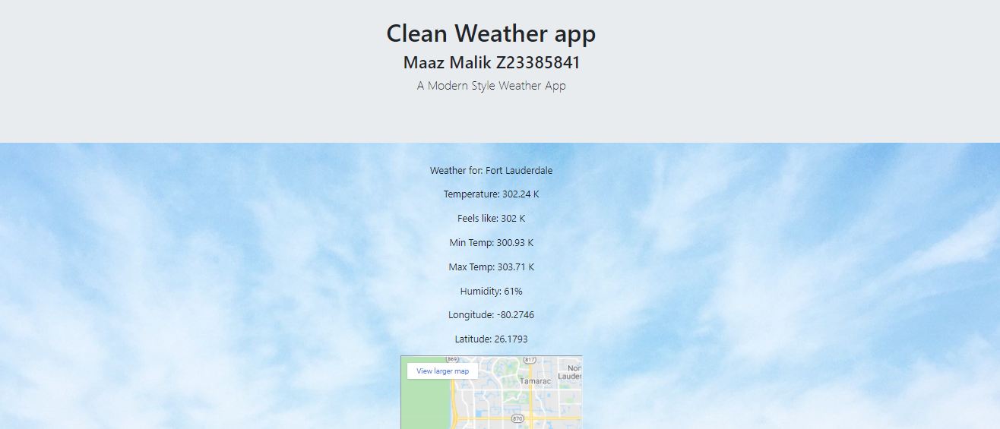 Clean Weather app
Maaz Malik Z23385841
A Modern Style Weather App
Weather for: Fort Lauderdale
Temperature: 302.24 K
Feels like: 302 K
Min Temp: 300.93 K
Max Temp: 303.71 K
Humidity: 61%
Longitude: -80.2746
Latitude: 26.1793
869
817
View larger map
Nor
Lauder
Tamarac
870